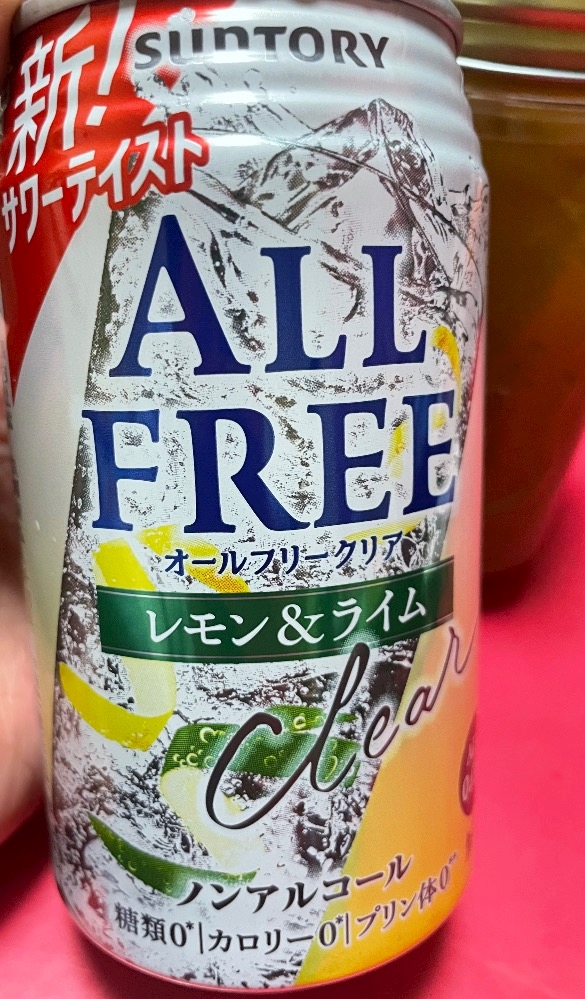 新!
サワーテイスト
SUNTORY
ALL
FREE
オールフリークリア
レモン&ライム
clear
ノンアルコール
糖類0*|カロリー0*|プリン体0**